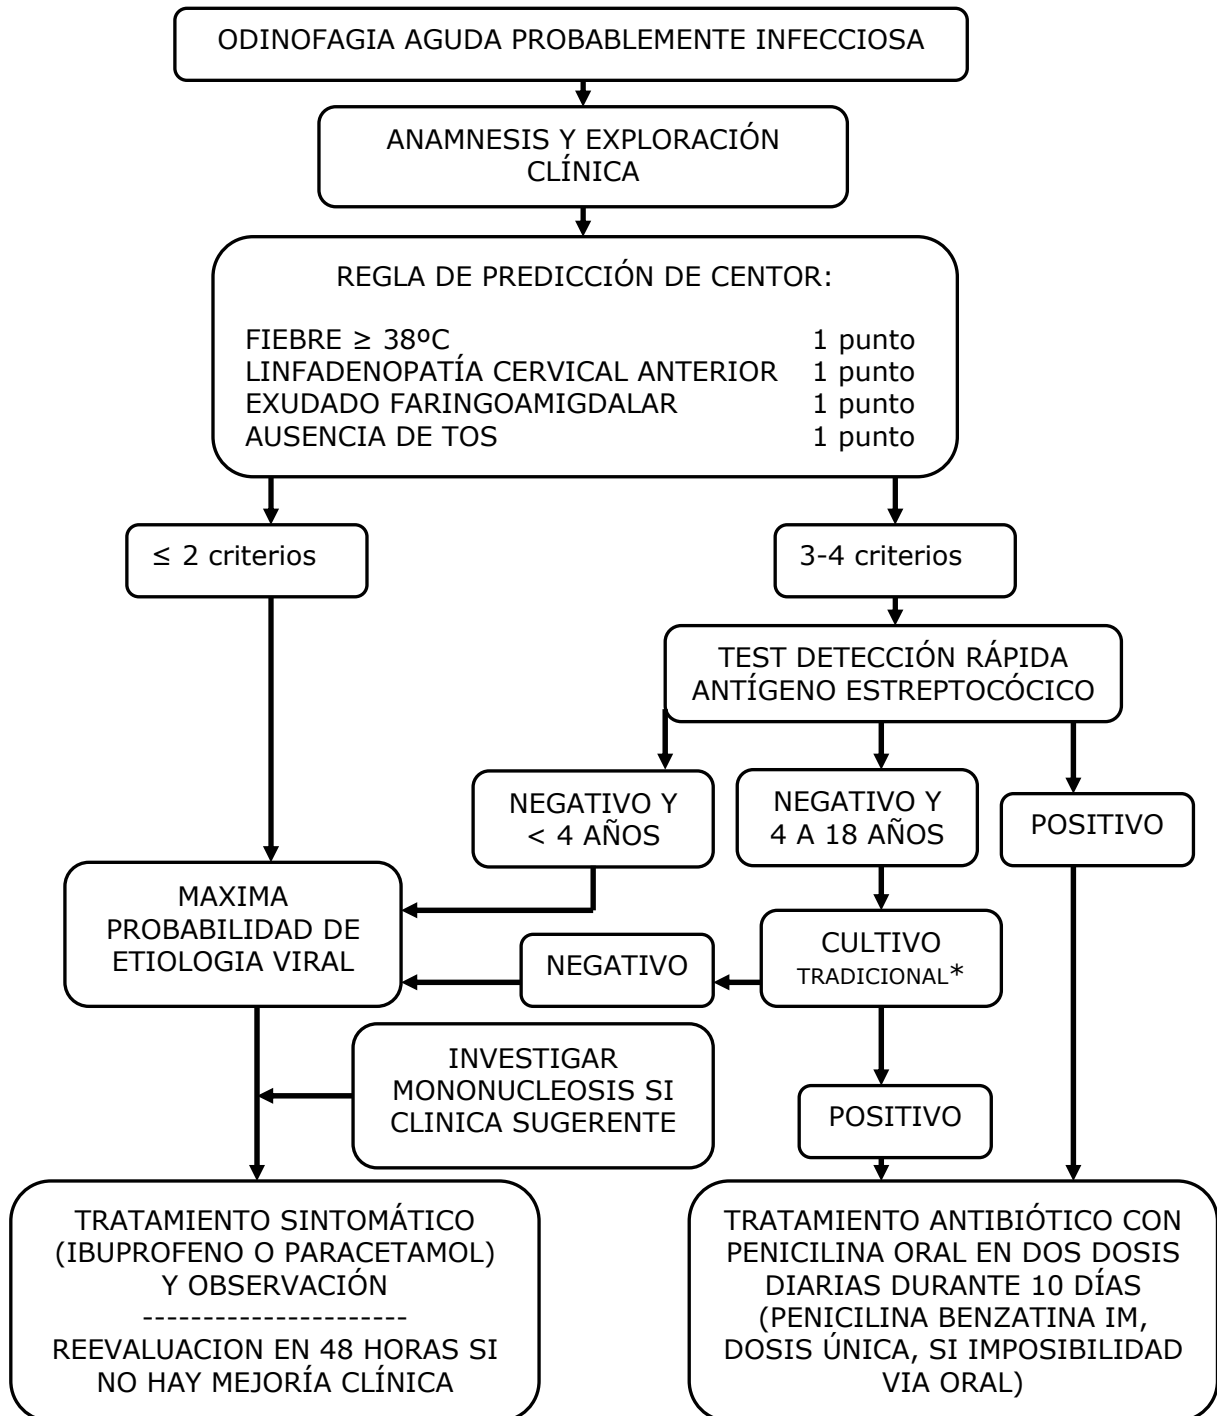 ODINOFAGIA AGUDA PROBABLEMENTE INFECCIOSA
ANAMNESIS Y EXPLORACIÓN
CLÍNICA
REGLA DE PREDICCIÓN DE CENTOR:
FIEBRE ≥ 38ºC 1 punto
LINFADENOPATÍA CERVICAL ANTERIOR 1 punto
EXUDADO FARINGOAMIGDALAR 1 punto
AUSENCIA DE TOS 1 punto
≤ 2 criterios
3-4 criterios
TEST DETECCIÓN RÁPIDA
ANTÍGENO ESTREPTOCÓCICO
NEGATIVO Y
< 4 AÑOS
NEGATIVO Y
4 A 18 AÑOS
POSITIVO
MAXIMA
PROBABILIDAD DE
ETIOLOGIA VIRAL
NEGATIVO
CULTIVO
TRADICIONAL*
INVESTIGAR
MONONUCLEOSIS SI
CLINICA SUGERENTE
POSITIVO
TRATAMIENTO SINTOMÁTICO
(IBUPROFENO O PARACETAMOL)
Y OBSERVACIÓN
----------------------
REEVALUACION EN 48 HORAS SI
NO HAY MEJORÍA CLÍNICA
TRATAMIENTO ANTIBIÓTICO CON
PENICILINA ORAL EN DOS DOSIS
DIARIAS DURANTE 10 DÍAS
(PENICILINA BENZATINA IM,
DOSIS ÚNICA, SI IMPOSIBILIDAD
VIA ORAL)